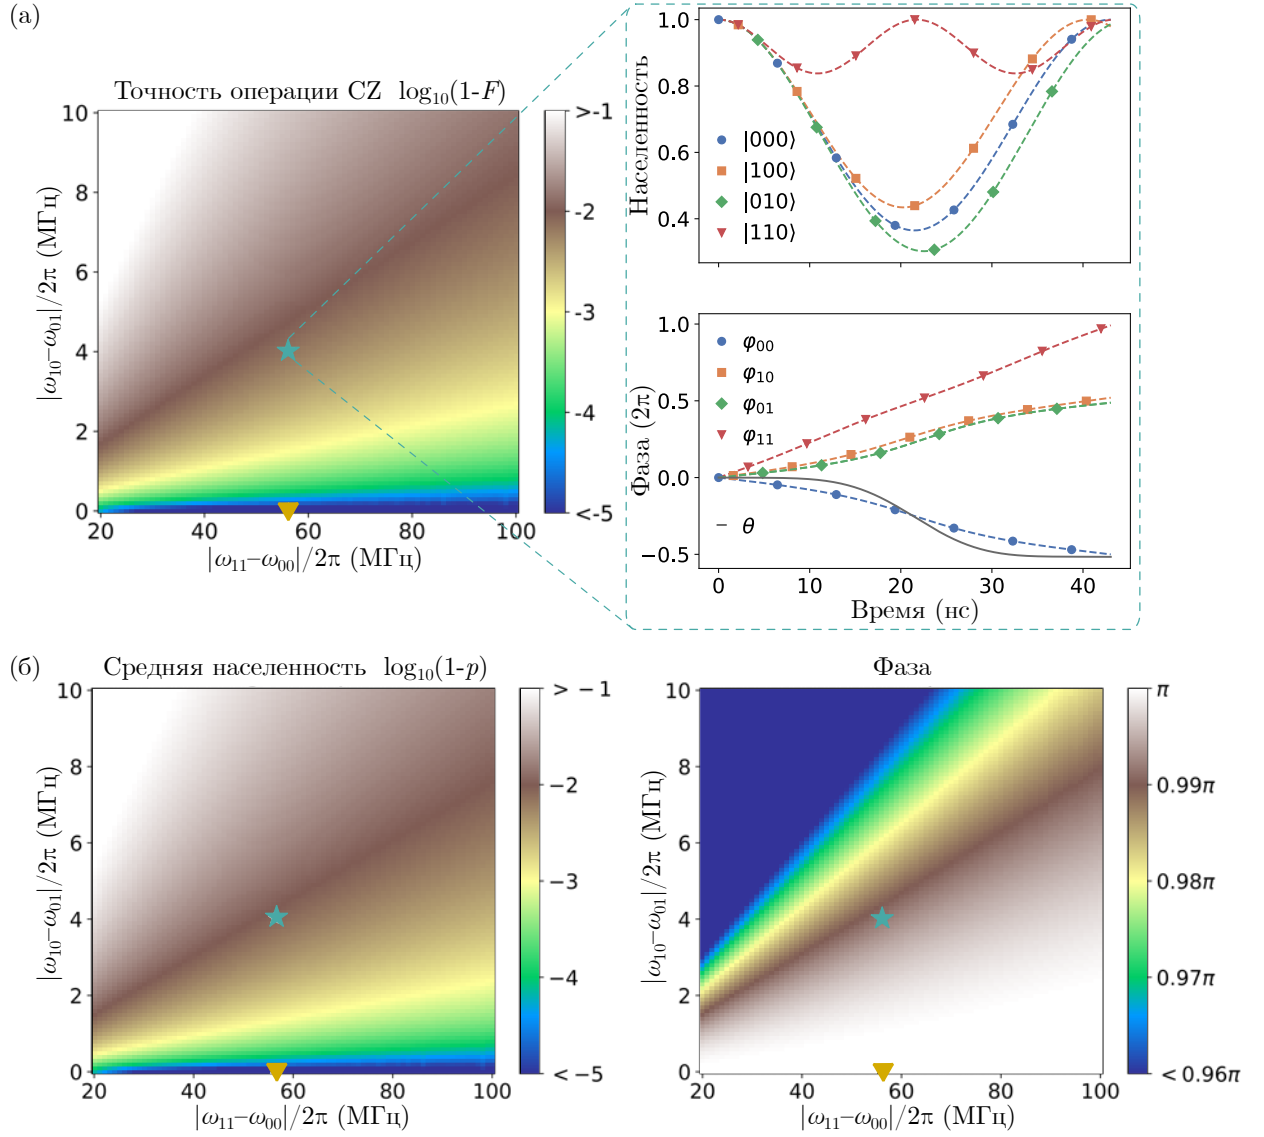 (а)
Точность операции CZ log₁₀(1-F)
10
8
6
4
2
0
|ω₁₀–ω₀₁|/2π (МГц)
20 40 60 80 100
|ω₁₁–ω₀₀|/2π (МГц)
>-1
-2
-3
-4
<-5
1.0
0.8
0.6
0.4
Населенность
|000⟩
|100⟩
|010⟩
|110⟩
1.0
0.5
0.0
−0.5
Фаза (2π)
φ₀₀
φ₁₀
φ₀₁
φ₁₁
θ
0 10 20 30 40
Время (нс)
(б)
Средняя населенность log₁₀(1-p)
10
8
6
4
2
0
|ω₁₀–ω₀₁|/2π (МГц)
20 40 60 80 100
|ω₁₁–ω₀₀|/2π (МГц)
> −1
−2
−3
−4
< −5
Фаза
10
8
6
4
2
0
|ω₁₀–ω₀₁|/2π (МГц)
20 40 60 80 100
|ω₁₁–ω₀₀|/2π (МГц)
π
0.99π
0.98π
0.97π
< 0.96π